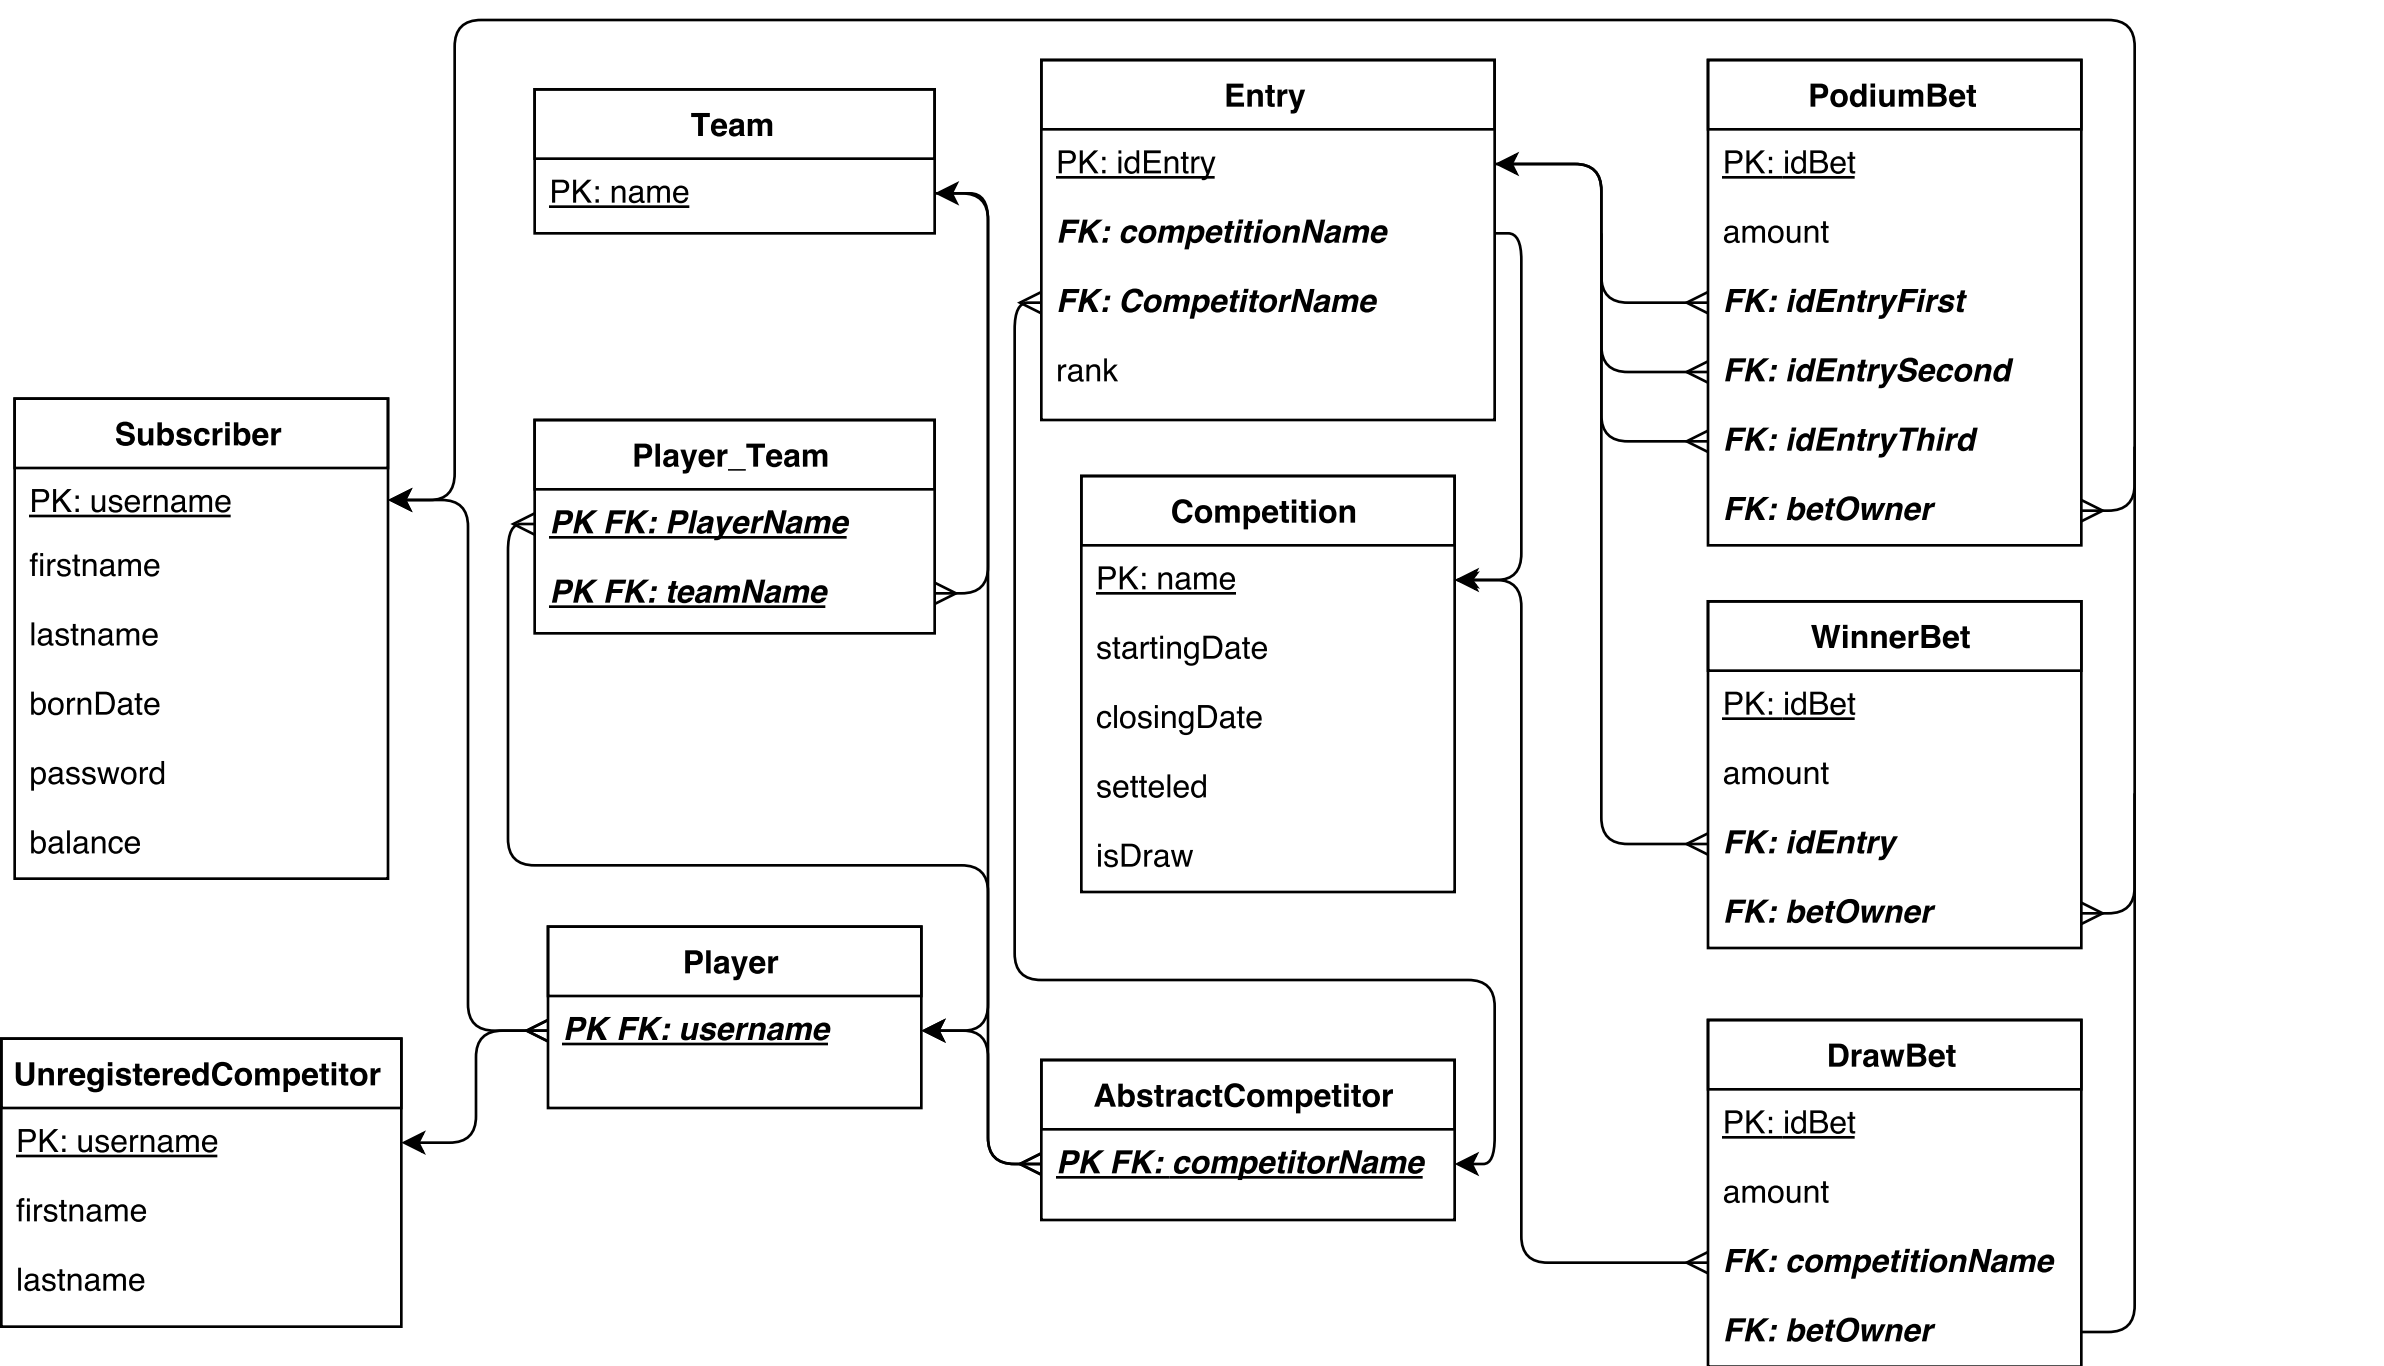 Team
PK: name
Entry
PK: idEntry
FK: competitionName
FK: CompetitorName
rank
PodiumBet
PK: idBet
amount
FK: idEntryFirst
FK: idEntrySecond
FK: idEntryThird
FK: betOwner
Subscriber
PK: username
firstname
lastname
bornDate
password
balance
Player_Team
PK FK: PlayerName
PK FK: teamName
Competition
PK: name
startingDate
closingDate
setteled
isDraw
WinnerBet
PK: idBet
amount
FK: idEntry
FK: betOwner
Player
PK FK: username
UnregisteredCompetitor
PK: username
firstname
lastname
AbstractCompetitor
PK FK: competitorName
DrawBet
PK: idBet
amount
FK: competitionName
FK: betOwner